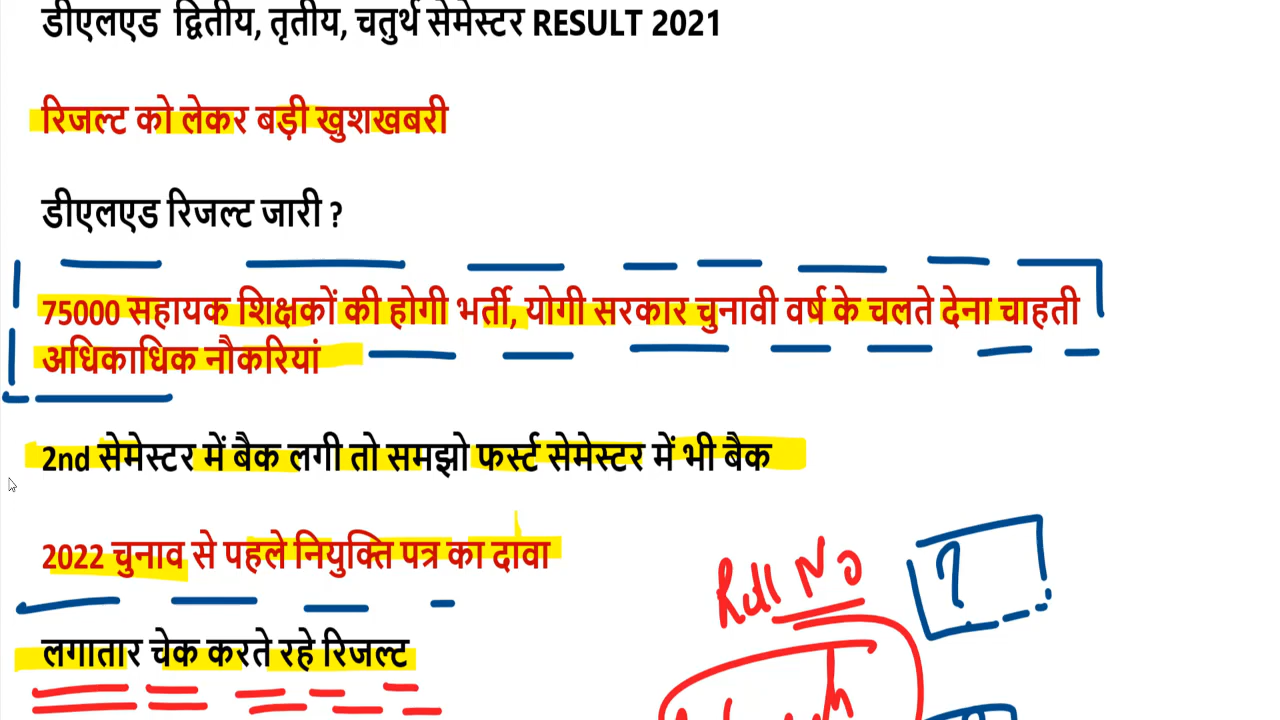 डीएलएड द्वितीय, तृतीय, चतुर्थ सेमेस्टर RESULT 2021
रिजल्ट को लेकर बड़ी खुशखबरी
डीएलएड रिजल्ट जारी ?
75000 सहायक शिक्षकों की होगी भर्ती, योगी सरकार चुनावी वर्ष के चलते देना चाहती
अधिकाधिक नौकरियां
2nd सेमेस्टर में बैक लगी तो समझो फर्स्ट सेमेस्टर में भी बैक
2022 चुनाव से पहले नियुक्ति पत्र का दावा
Roll No
?
लगातार चेक करते रहे रिजल्ट